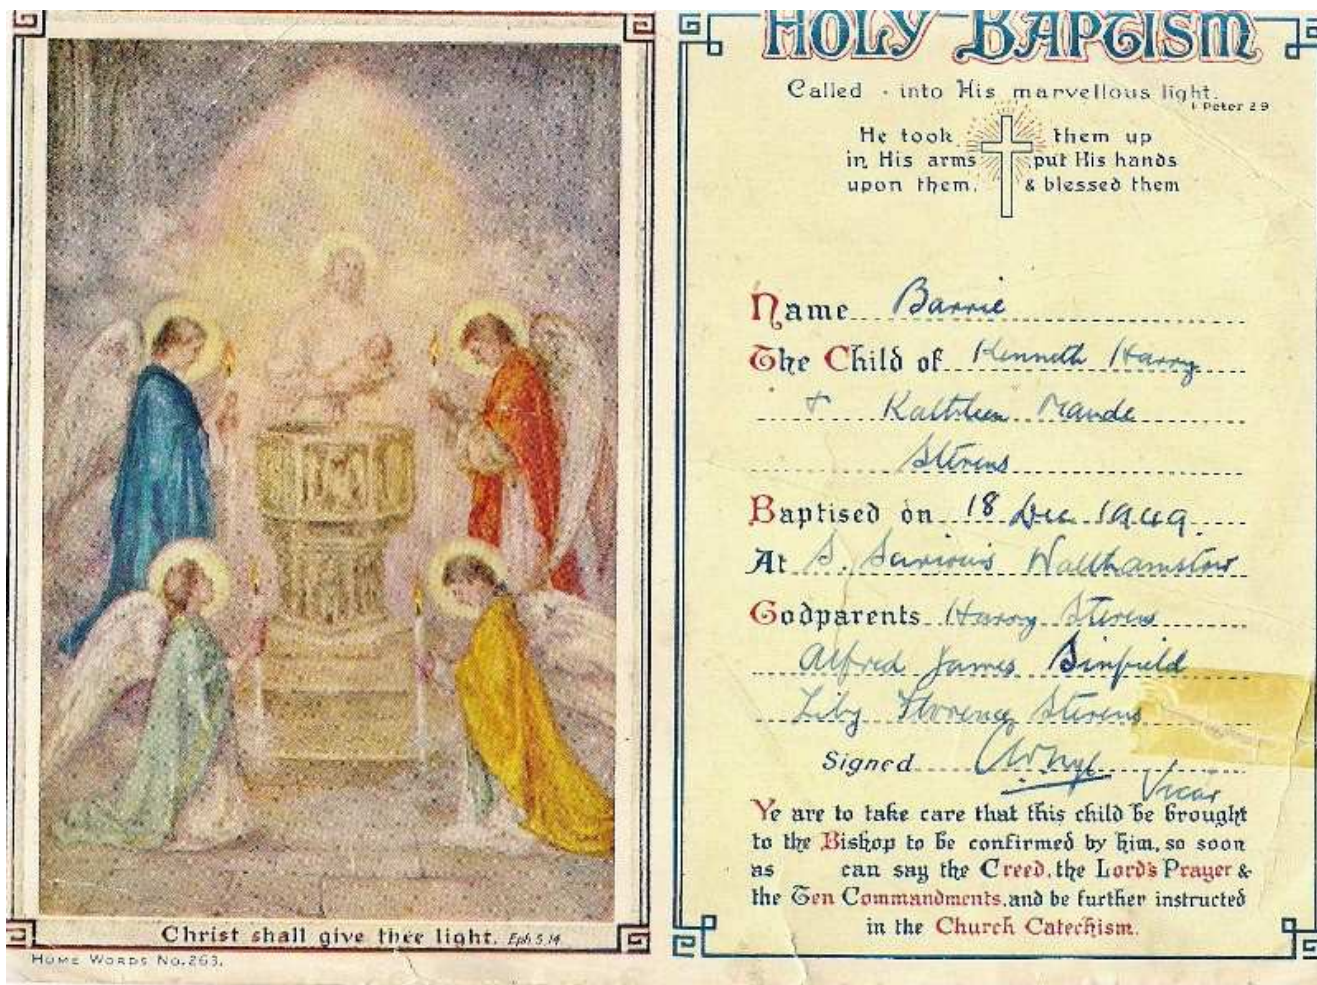 Christ shall give thee light. Eph. 5.14
HOME WORDS NO.263.
HOLY BAPTISM
Called · into His marvellous light.
1 Peter 2 9
He took them up
in His arms put His hands
upon them, & blessed them
Name Barrie
The Child of Kenneth Harry
+ Kathleen Maude
Stevens
Baptised on 18 Dec 1949.
At S. Saviours Walthamstow
Godparents Harry Stevens
Alfred James Binfield
Lily Florence Stevens
Signed
Vicar
Ye are to take care that this child be brought
to the Bishop to be confirmed by him, so soon
as can say the Creed, the Lord's Prayer &
the Ten Commandments, and be further instructed
in the Church Catechism.